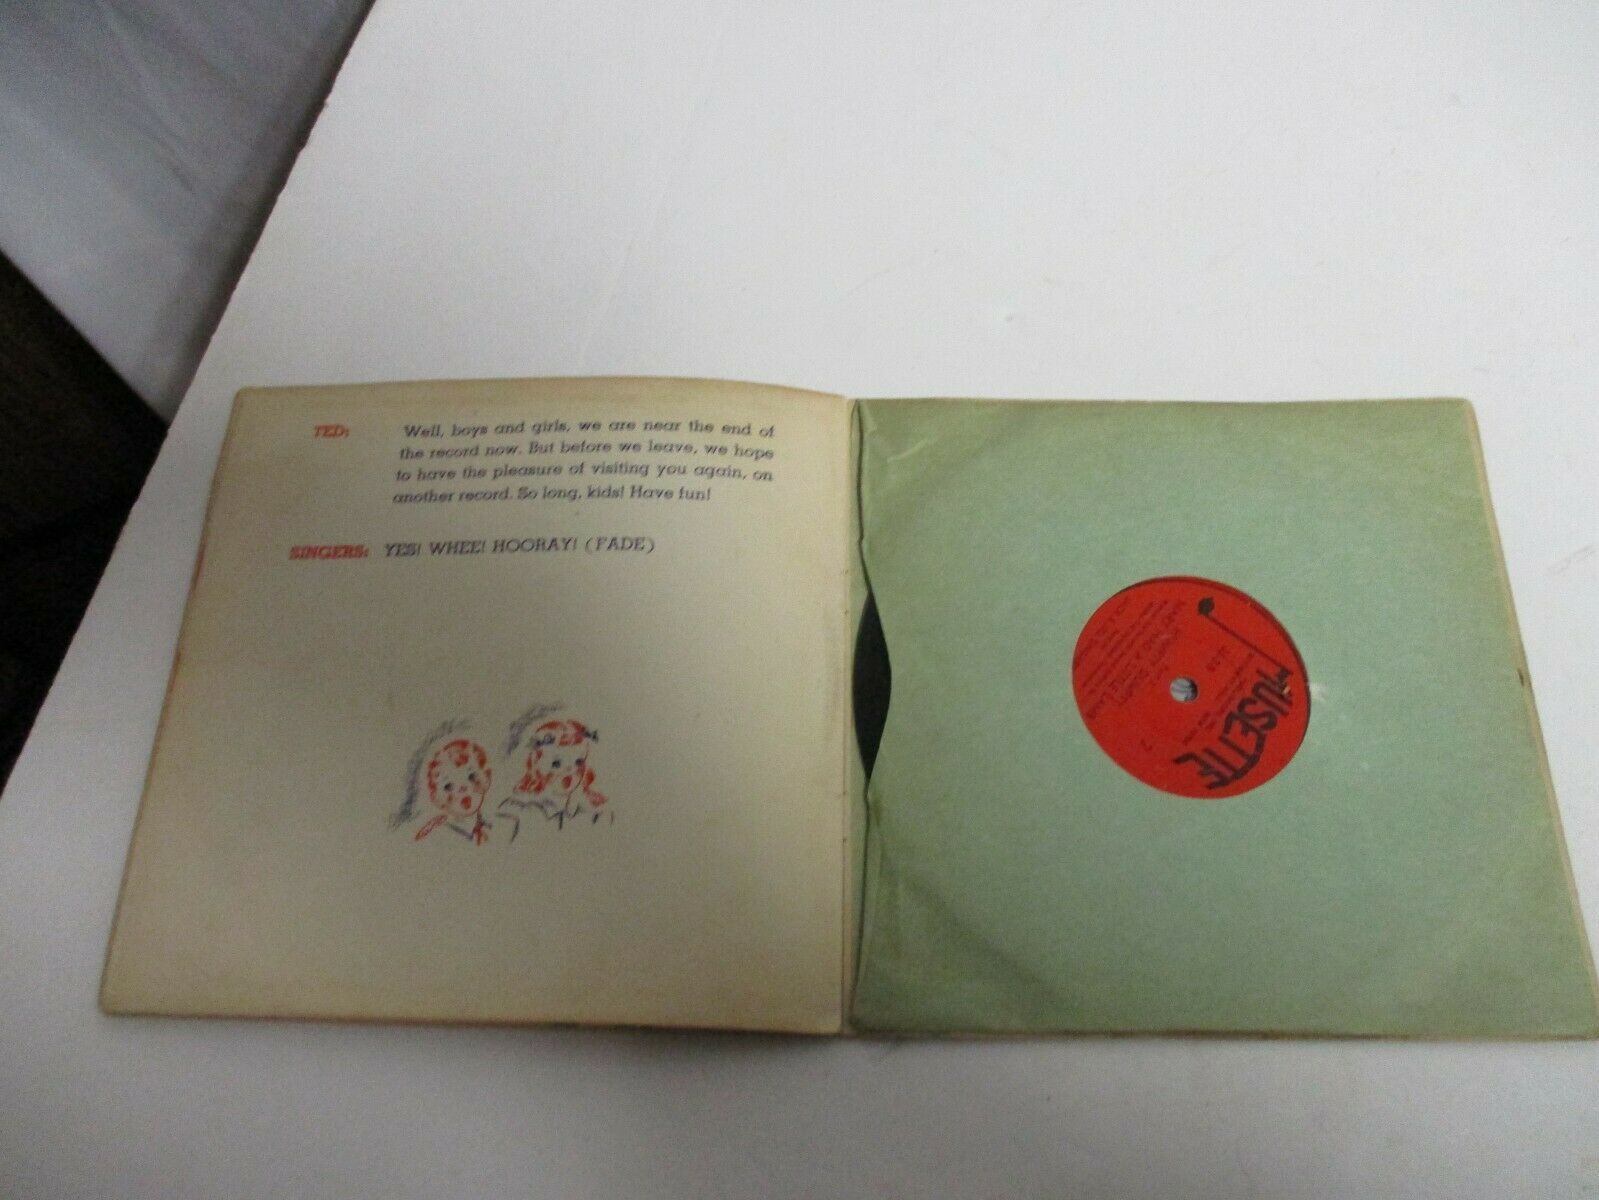 TED: Well, boys and girls, we are near the end of
the record now. But before we leave, we hope
to have the pleasure of visiting you again, on
another record. So long, kids! Have fun!
SINGERS: YES! WHEE! HOORAY! (FADE)
MUSETTE
2